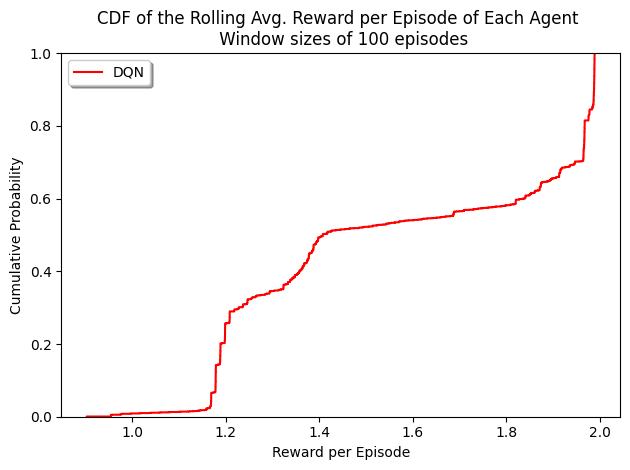 CDF of the Rolling Avg. Reward per Episode of Each Agent
Window sizes of 100 episodes
DQN
1.0
0.8
0.6
0.4
0.2
0.0
Cumulative Probability
1.0 1.2 1.4 1.6 1.8 2.0
Reward per Episode